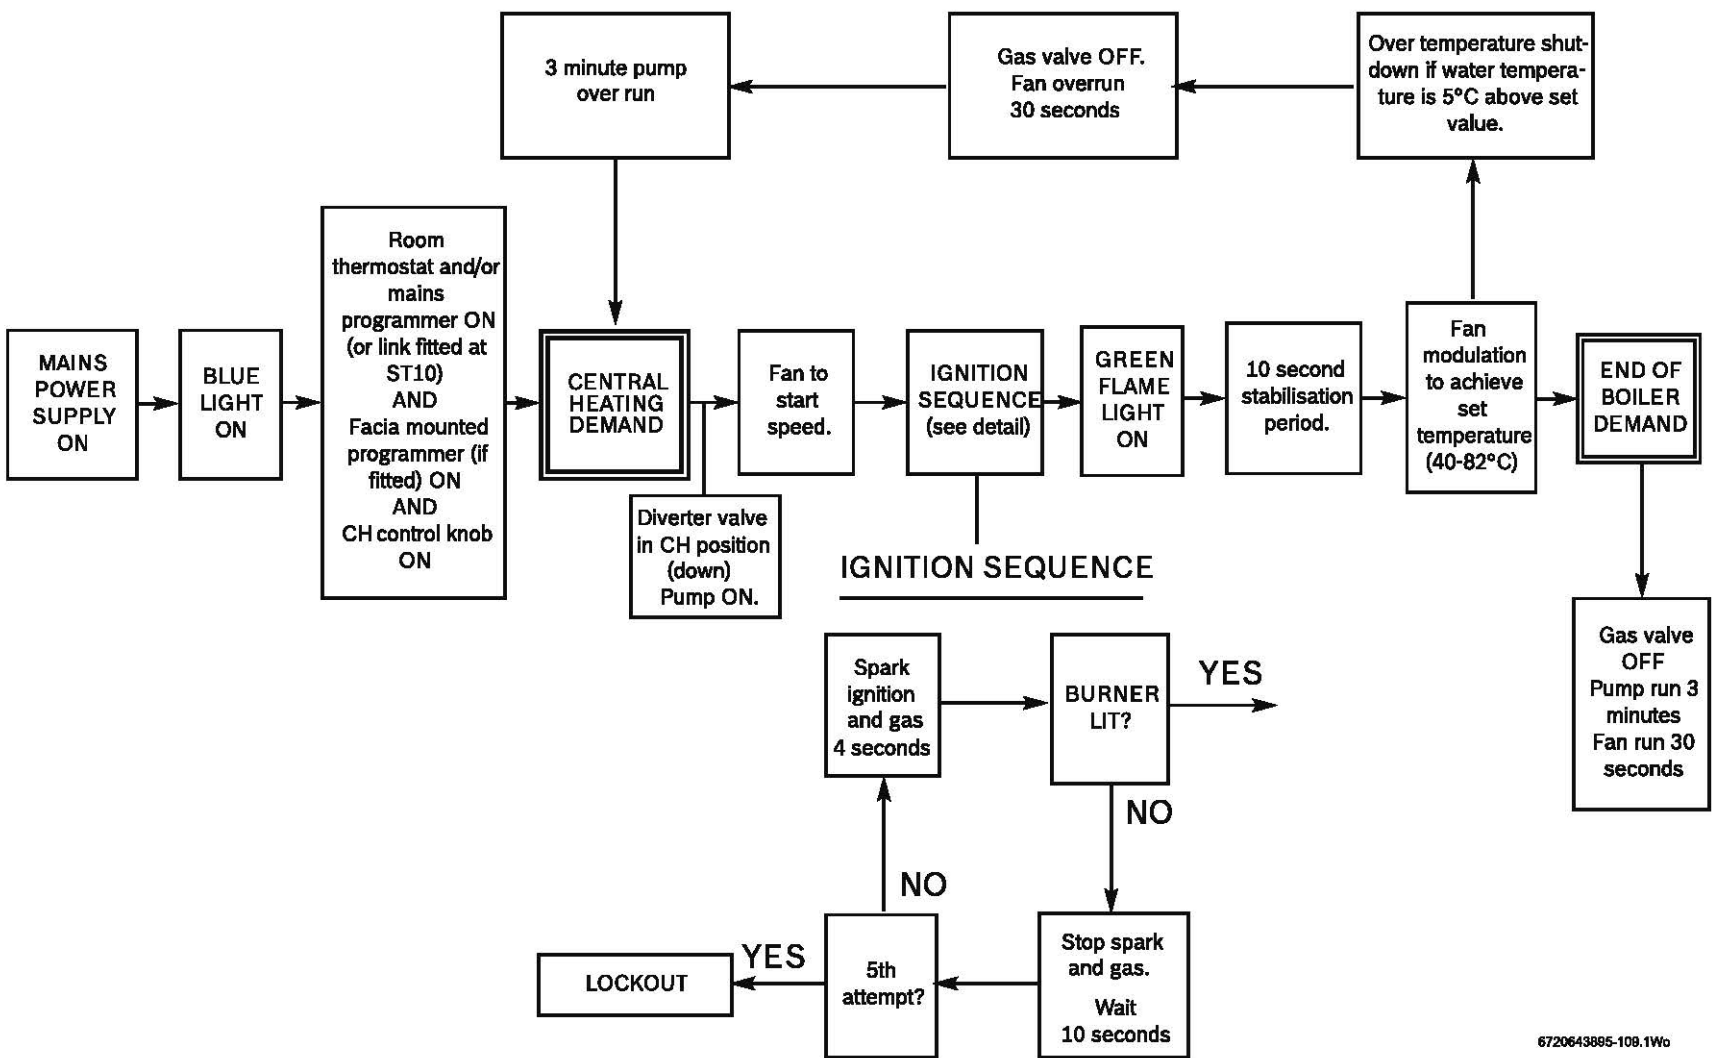 3 minute pump
over run
Gas valve OFF.
Fan overrun
30 seconds
Over temperature shut-
down if water tempera-
ture is 5°C above set
value.
MAINS
POWER
SUPPLY
ON
BLUE
LIGHT
ON
Room
thermostat and/or
mains
programmer ON
(or link fitted at
ST10)
AND
Facia mounted
programmer (if
fitted) ON
AND
CH control knob
ON
CENTRAL
HEATING
DEMAND
Diverter valve
in CH position
(down)
Pump ON.
Fan to
start
speed.
IGNITION
SEQUENCE
(see detail)
GREEN
FLAME
LIGHT
ON
10 second
stabilisation
period.
Fan
modulation
to achieve
set
temperature
(40-82°C)
END OF
BOILER
DEMAND
Gas valve
OFF
Pump run 3
minutes
Fan run 30
seconds
IGNITION SEQUENCE
Spark
ignition
and gas
4 seconds
BURNER
LIT?
YES
NO
Stop spark
and gas.
Wait
10 seconds
5th
attempt?
NO
YES
LOCKOUT
6720643895-109.1Wo